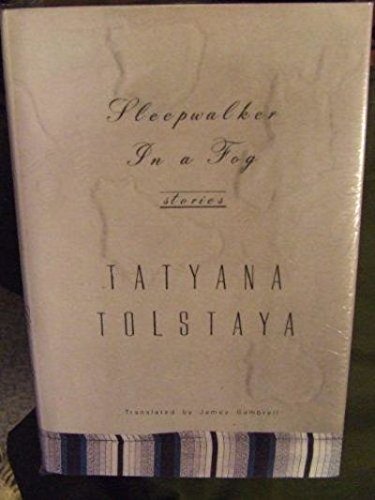 Sleepwalker
In a Fog
stories
TATYANA
TOLSTAYA
Translated by Jamey Gambrell